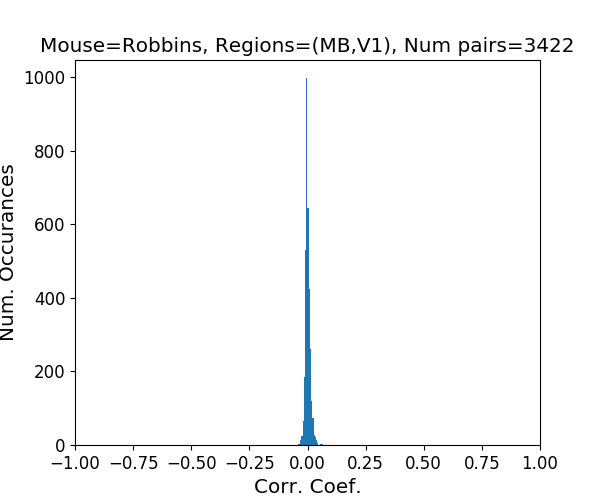 Mouse=Robbins, Regions=(MB,V1), Num pairs=3422
1000
800
600
400
200
0
Num. Occurances
−1.00 −0.75 −0.50 −0.25 0.00 0.25 0.50 0.75 1.00
Corr. Coef.